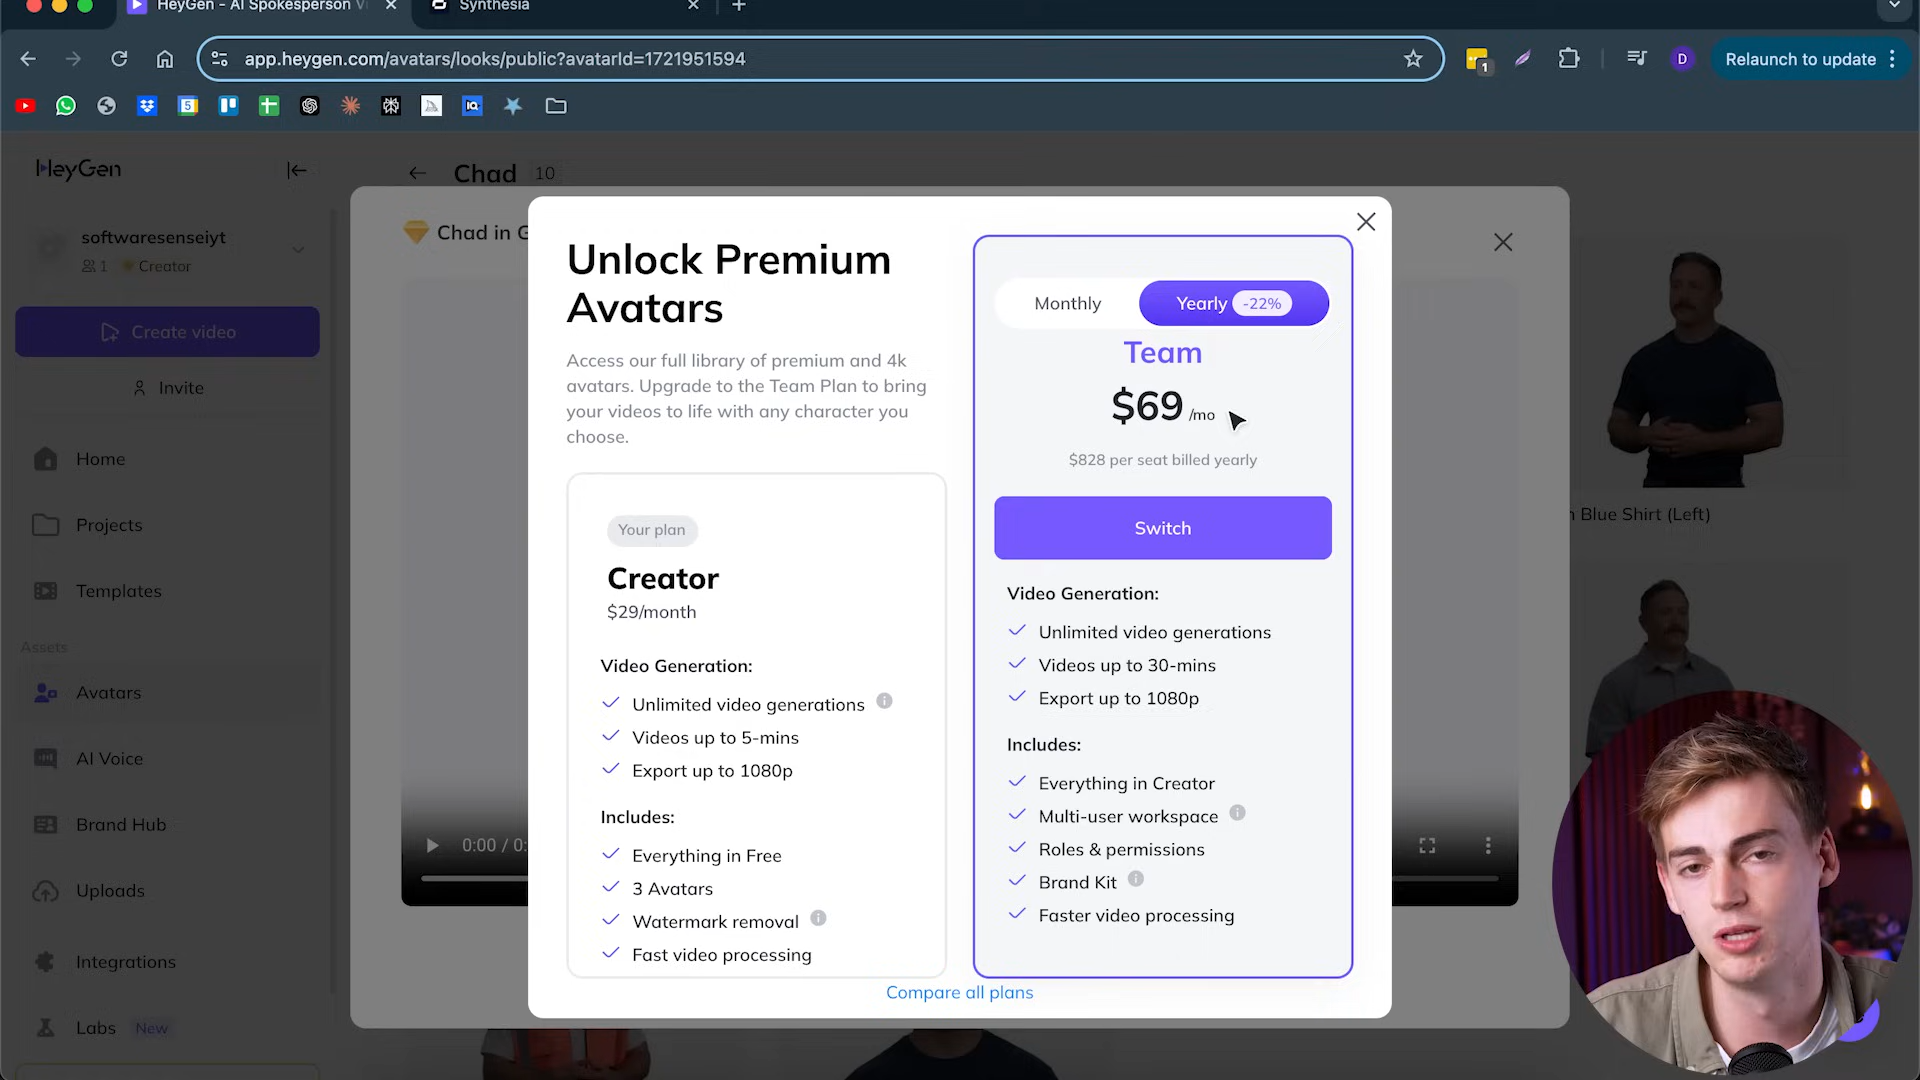 HeyGen - AI Spokesperson Vi
Synthesia
app.heygen.com/avatars/looks/public?avatarId=1721951594
1
D
Relaunch to update
5
IQ
HeyGen
softwaresenseiyt
1
Creator
Create video
Invite
Home
Projects
Templates
Assets
Avatars
AI Voice
Brand Hub
Uploads
Integrations
Labs New
Chad 10
Chad in G
0:00 / 0:
n Blue Shirt (Left)
Unlock Premium
Avatars
Access our full library of premium and 4k
avatars. Upgrade to the Team Plan to bring
your videos to life with any character you
choose.
Your plan
Creator
$29/month
Video Generation:
Unlimited video generations
Videos up to 5-mins
Export up to 1080p
Includes:
Everything in Free
3 Avatars
Watermark removal
Fast video processing
Monthly
Yearly -22%
Team
$69 /mo
$828 per seat billed yearly
Switch
Video Generation:
Unlimited video generations
Videos up to 30-mins
Export up to 1080p
Includes:
Everything in Creator
Multi-user workspace
Roles & permissions
Brand Kit
Faster video processing
Compare all plans